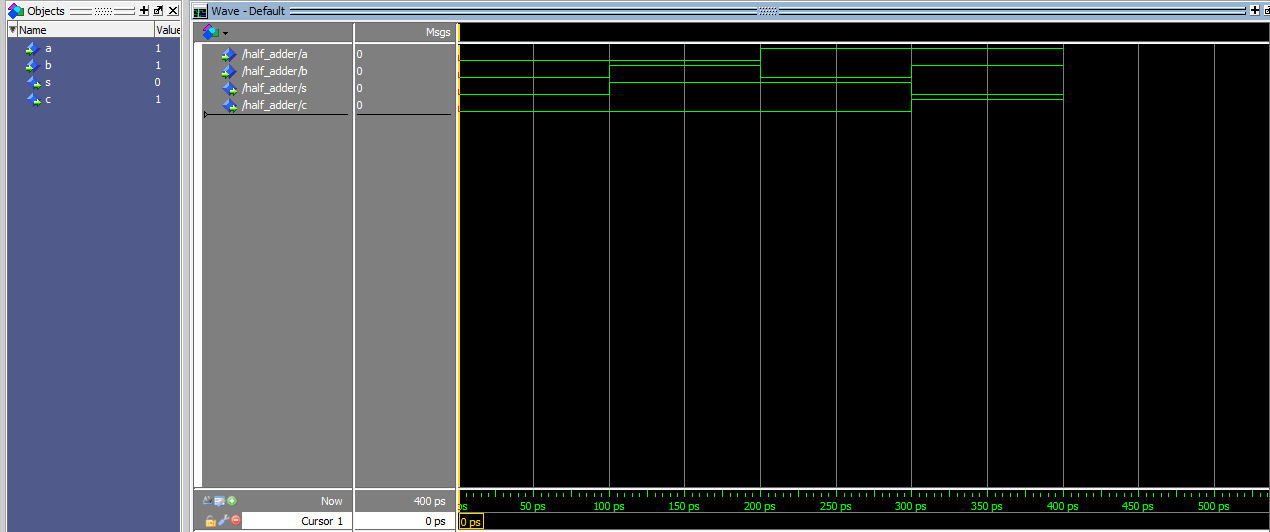 Objects
Name Value
a 1
b 1
s 0
c 1
Wave - Default
Msgs
/half_adder/a 0
/half_adder/b 0
/half_adder/s 0
/half_adder/c 0
Now 400 ps
Cursor 1 0 ps
ps 50 ps 100 ps 150 ps 200 ps 250 ps 300 ps 350 ps 400 ps 450 ps 500 ps
0 ps